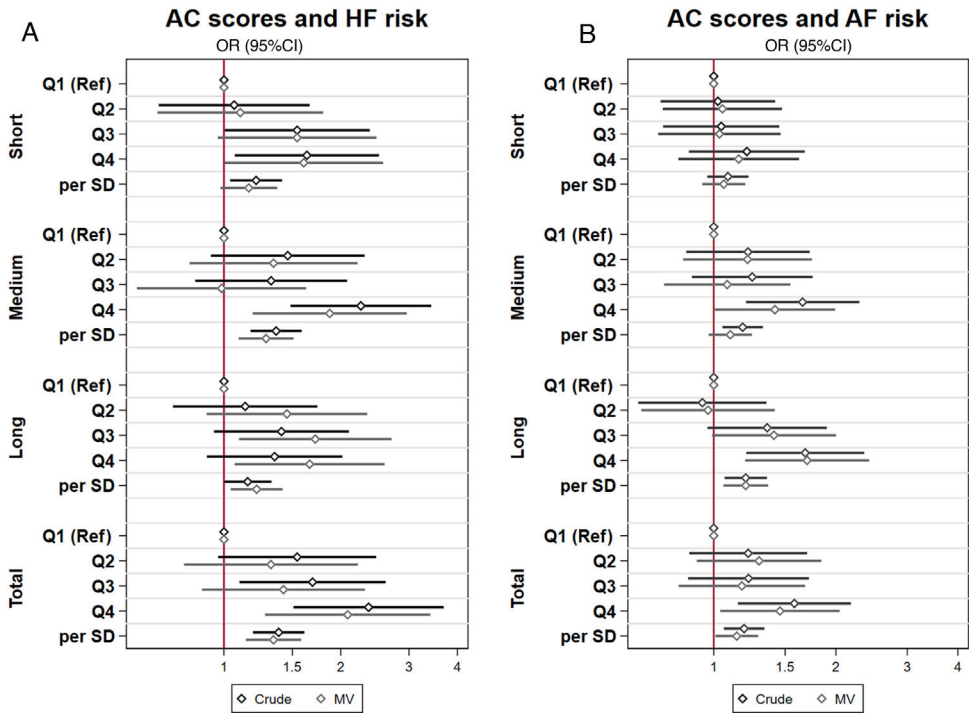 A
AC scores and HF risk
OR (95%CI)
Short
Q1 (Ref)
Q2
Q3
Q4
per SD
Medium
Q1 (Ref)
Q2
Q3
Q4
per SD
Long
Q1 (Ref)
Q2
Q3
Q4
per SD
Total
Q1 (Ref)
Q2
Q3
Q4
per SD
1 1.5 2 3 4
Crude MV
B
AC scores and AF risk
OR (95%CI)
Short
Q1 (Ref)
Q2
Q3
Q4
per SD
Medium
Q1 (Ref)
Q2
Q3
Q4
per SD
Long
Q1 (Ref)
Q2
Q3
Q4
per SD
Total
Q1 (Ref)
Q2
Q3
Q4
per SD
1 1.5 2 3 4
Crude MV